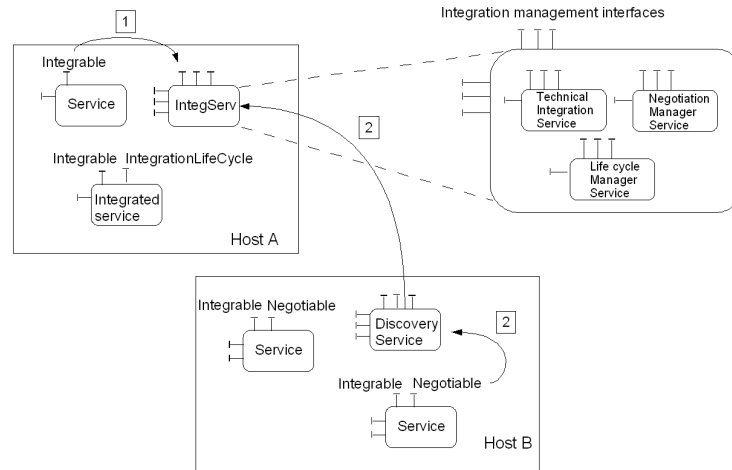 Integration management interfaces
1
Integrable
Service
IntegServ
Technical
Integration
Service
Negotiation
Manager
Service
Life cycle
Manager
Service
2
Integrable IntegrationLifeCycle
Integrated
service
Host A
Integrable Negotiable
Service
Discovery
Service
2
Integrable Negotiable
Service
Host B